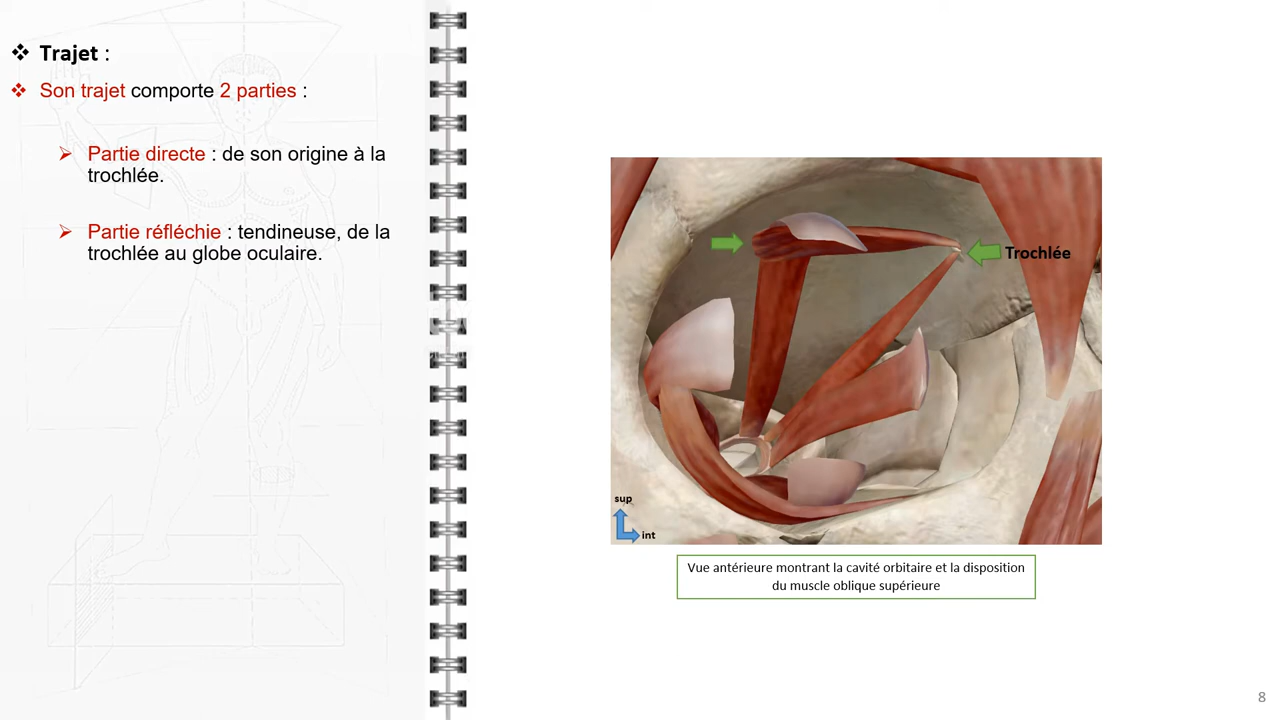 ❖ Trajet :
❖ Son trajet comporte 2 parties :
➢ Partie directe : de son origine à la
trochlée.
➢ Partie réfléchie : tendineuse, de la
trochlée au globe oculaire.
Trochlée
sup
int
Vue antérieure montrant la cavité orbitaire et la disposition
du muscle oblique supérieure
8